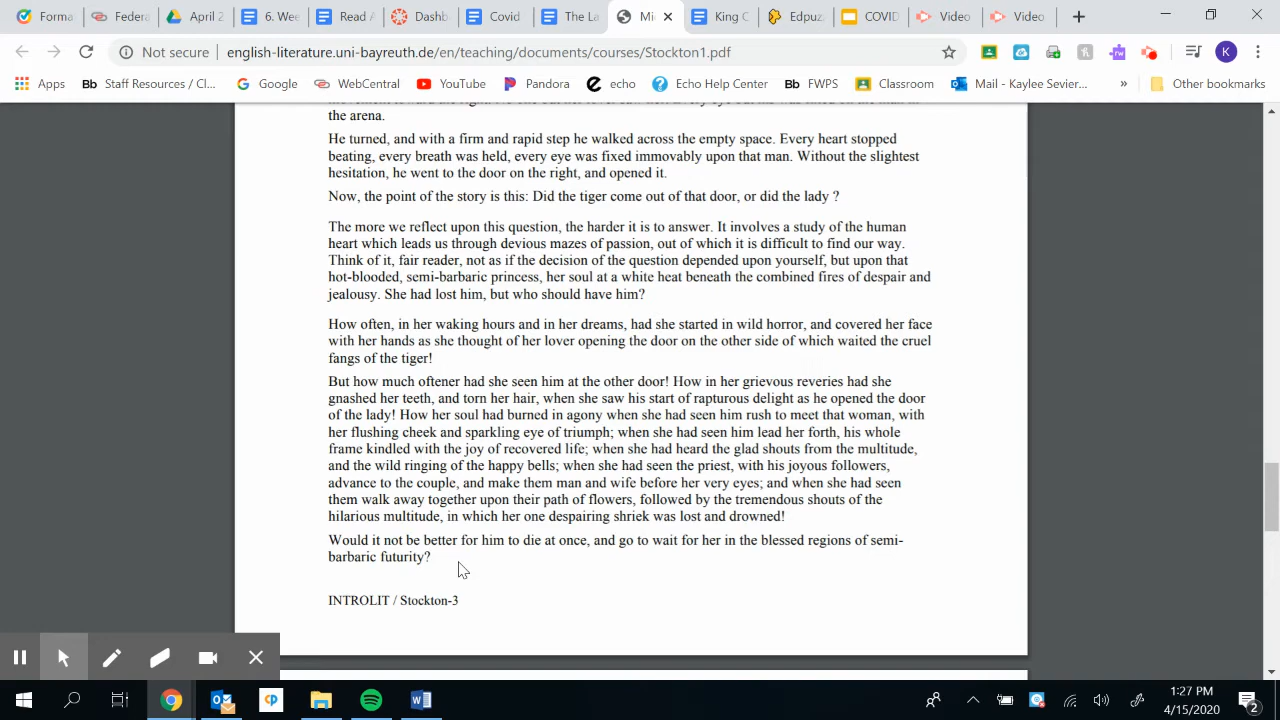 Forma
Feder
April 2
6. Wee
Read A
Dashb
Covid
The La
Mi
King C
Edpuz
COVID
Video
Video
Not secure
english-literature.uni-bayreuth.de/en/teaching/documents/courses/Stockton1.pdf
K
Apps
Bb Staff Resources / Cl...
Google
WebCentral
YouTube
Pandora
echo
Echo Help Center
Bb FWPS
Classroom
Mail - Kaylee Sevier...
»
Other bookmarks
the arena.
He turned, and with a firm and rapid step he walked across the empty space. Every heart stopped
beating, every breath was held, every eye was fixed immovably upon that man. Without the slightest
hesitation, he went to the door on the right, and opened it.
Now, the point of the story is this: Did the tiger come out of that door, or did the lady ?
The more we reflect upon this question, the harder it is to answer. It involves a study of the human
heart which leads us through devious mazes of passion, out of which it is difficult to find our way.
Think of it, fair reader, not as if the decision of the question depended upon yourself, but upon that
hot-blooded, semi-barbaric princess, her soul at a white heat beneath the combined fires of despair and
jealousy. She had lost him, but who should have him?
How often, in her waking hours and in her dreams, had she started in wild horror, and covered her face
with her hands as she thought of her lover opening the door on the other side of which waited the cruel
fangs of the tiger!
But how much oftener had she seen him at the other door! How in her grievous reveries had she
gnashed her teeth, and torn her hair, when she saw his start of rapturous delight as he opened the door
of the lady! How her soul had burned in agony when she had seen him rush to meet that woman, with
her flushing cheek and sparkling eye of triumph; when she had seen him lead her forth, his whole
frame kindled with the joy of recovered life; when she had heard the glad shouts from the multitude,
and the wild ringing of the happy bells; when she had seen the priest, with his joyous followers,
advance to the couple, and make them man and wife before her very eyes; and when she had seen
them walk away together upon their path of flowers, followed by the tremendous shouts of the
hilarious multitude, in which her one despairing shriek was lost and drowned!
Would it not be better for him to die at once, and go to wait for her in the blessed regions of semi-
barbaric futurity?
INTROLIT / Stockton-3
1:27 PM
4/15/2020
2